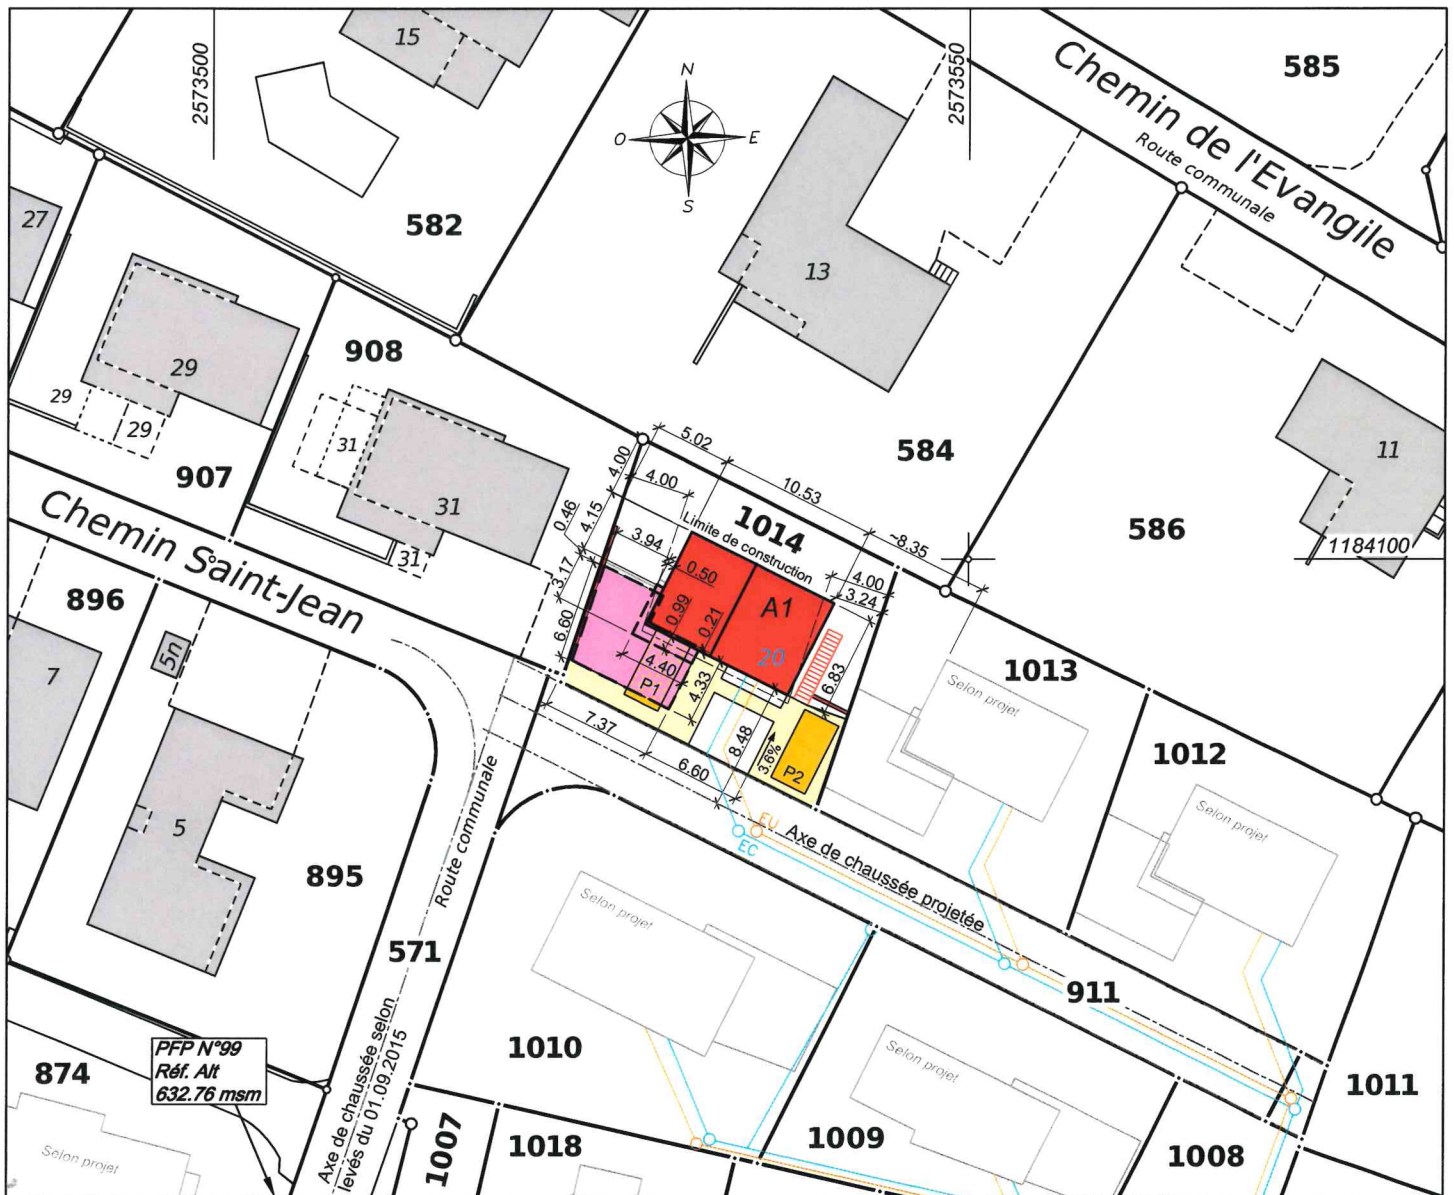 15
2573500
2573550
585
Chemin de l'Evangile
Route communale
N
O
E
S
27
582
13
29
908
29
29
31
907
31
31
584
11
586
1184100
5.02
4.00
4.00
10.53
0.46
4.15
3.94
Limite de construction
1014
~8.35
4.00
3.24
3.17
0.50
0.99
0.21
A1
20
6.60
4.40
P1
4.33
6.83
8.48
3.6%
P2
7.37
6.60
Chemin Saint-Jean
896
7
5n
5
895
Route communale
571
EU
EC
Axe de chaussée projetée
1013
Selon projet
1012
Selon projet
911
1010
Selon projet
1009
Selon projet
1011
1008
1018
1007
Axe de chaussée selon
levés du 01.09.2015
PFP N°99
Réf. Alt
632.76 msm
874
Selon projet